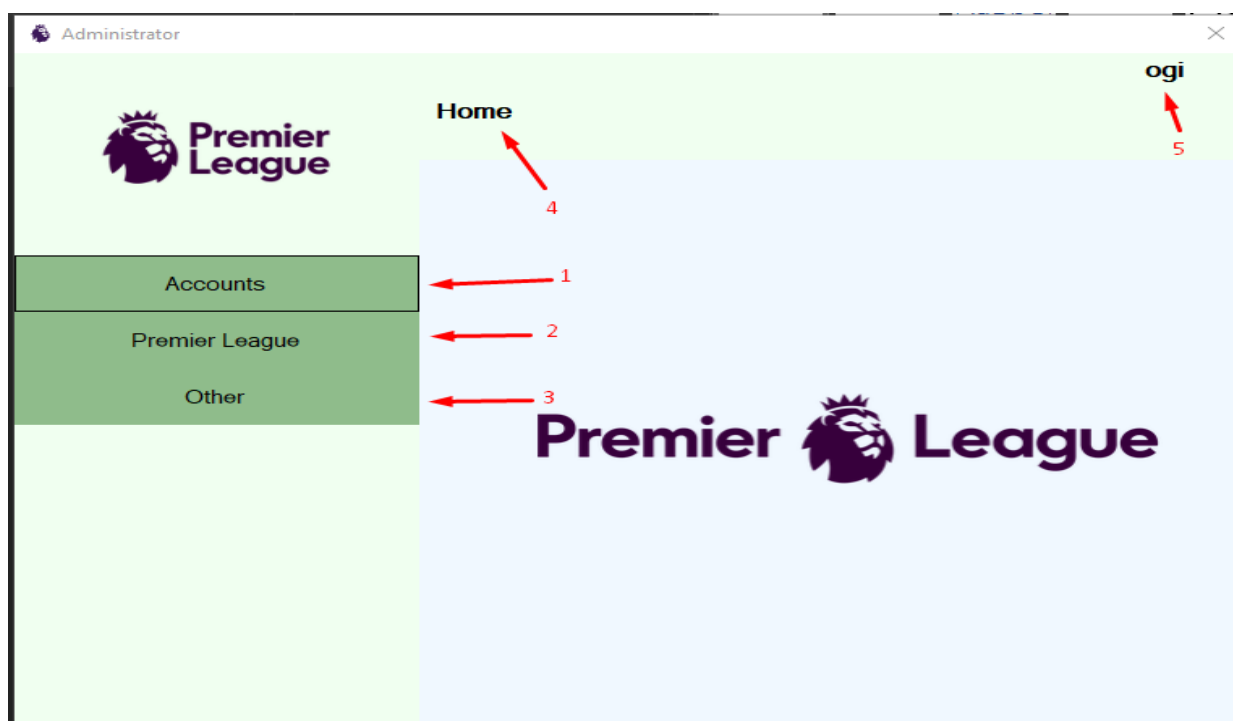 Administrator
ogi
Home
Premier
League
5
4
Accounts
1
Premier League
2
Other
3
Premier League